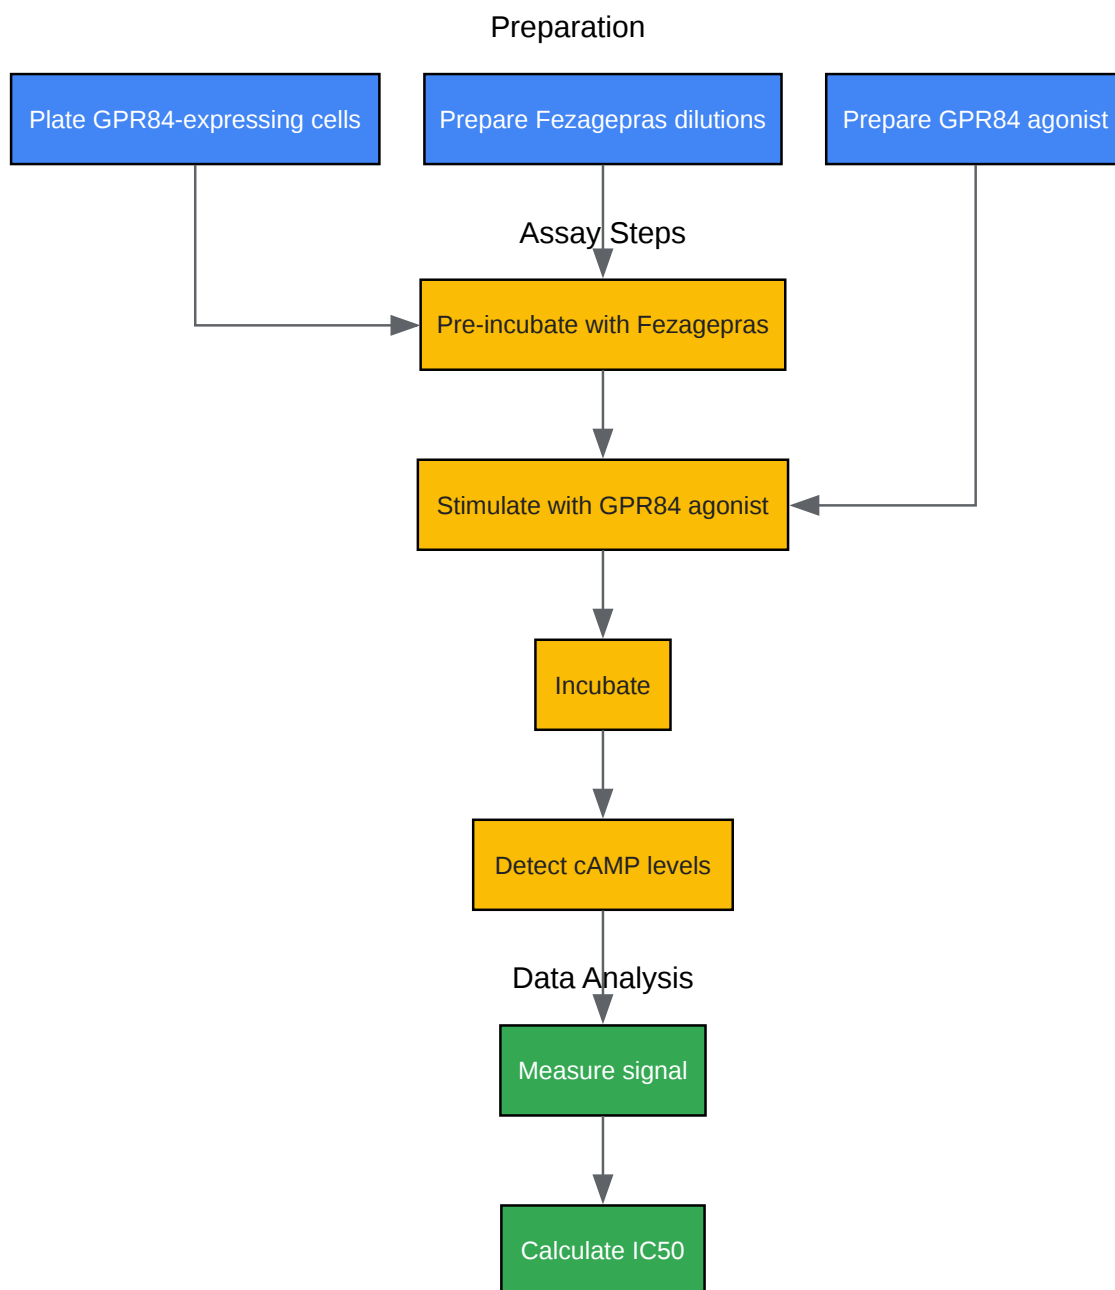 Preparation
Plate GPR84-expressing cells
Prepare Fezagepras dilutions
Prepare GPR84 agonist
Assay Steps
Pre-incubate with Fezagepras
Stimulate with GPR84 agonist
Incubate
Detect cAMP levels
Data Analysis
Measure signal
Calculate IC50